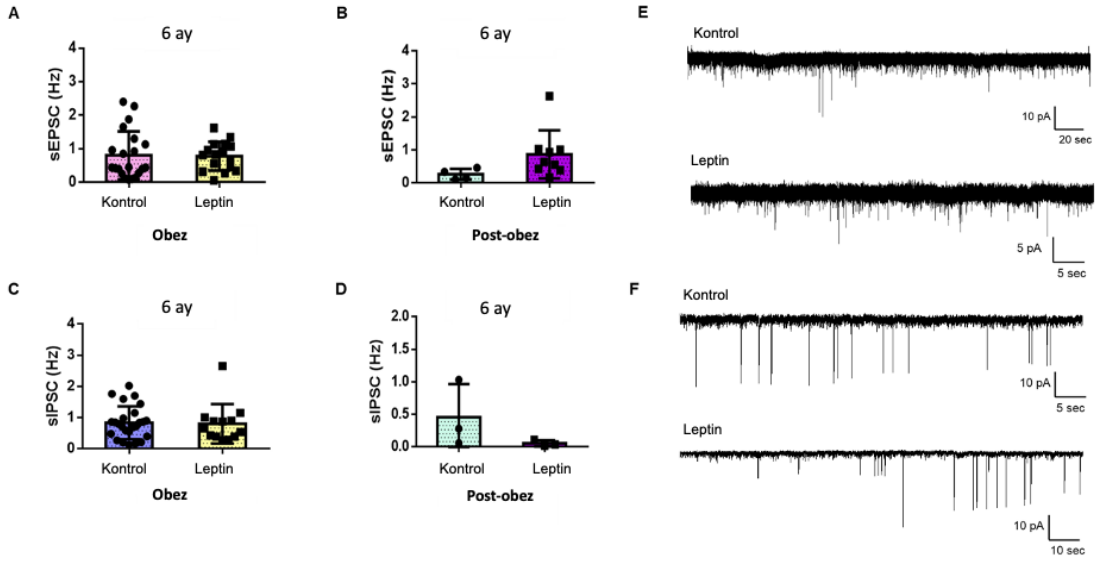 A
6 ay
sEPSC (Hz)
4
3
2
1
0
Kontrol
Leptin
Obez
B
6 ay
sEPSC (Hz)
4
3
2
1
0
Kontrol
Leptin
Post-obez
C
6 ay
sIPSC (Hz)
4
3
2
1
0
Kontrol
Leptin
Obez
D
6 ay
sIPSC (Hz)
2.0
1.5
1.0
0.5
0.0
Kontrol
Leptin
Post-obez
E
Kontrol
10 pA
20 sec
Leptin
5 pA
5 sec
F
Kontrol
10 pA
5 sec
Leptin
10 pA
10 sec